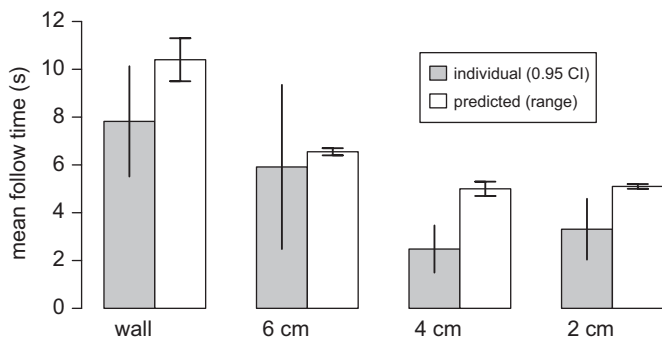 12
10
8
6
4
2
0
mean follow time (s)
individual (0.95 CI)
predicted (range)
wall
6 cm
4 cm
2 cm